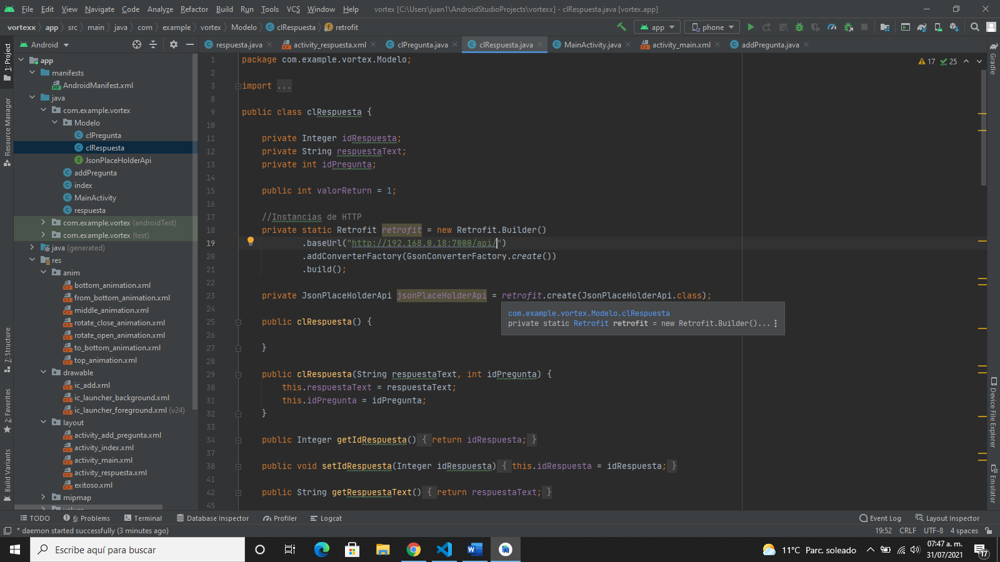 File Edit View Navigate Code Analyze Refactor Build Run Tools VCS Window Help vortex [C:\Users\juan1\AndroidStudioProjects\vortexx] - clRespuesta.java [vortex.app]
vortexx app src main java com example vortex Modelo clRespuesta retrofit app phone
Android
respuesta.java activity_respuesta.xml clPregunta.java clRespuesta.java MainActivity.java activity_main.xml addPregunta.java
1: Project
Resource Manager
7: Structure
2: Favorites
Build Variants
app
manifests
AndroidManifest.xml
java
com.example.vortex
Modelo
clPregunta
clRespuesta
JsonPlaceHolderApi
addPregunta
index
MainActivity
respuesta
com.example.vortex (androidTest)
com.example.vortex (test)
java (generated)
res
anim
bottom_animation.xml
from_bottom_animation.xml
middle_animation.xml
rotate_close_animation.xml
rotate_open_animation.xml
to_bottom_animation.xml
top_animation.xml
drawable
ic_add.xml
ic_launcher_background.xml
ic_launcher_foreground.xml (v24)
layout
activity_add_pregunta.xml
activity_index.xml
activity_main.xml
activity_respuesta.xml
exitoso.xml
mipmap
values
17 25
1 package com.example.vortex.Modelo;
2
3 import ...
8
9 public class clRespuesta {
10
11 private Integer idRespuesta;
12 private String respuestaText;
13 private int idPregunta;
14
15 public int valorReturn = 1;
16
17 //Instancias de HTTP
18 private static Retrofit retrofit = new Retrofit.Builder()
19 .baseUrl("http://192.168.0.18:7000/api/")
20 .addConverterFactory(GsonConverterFactory.create())
21 .build();
22
23 private JsonPlaceHolderApi jsonPlaceHolderApi = retrofit.create(JsonPlaceHolderApi.class);
24
com.example.vortex.Modelo.clRespuesta
private static Retrofit retrofit = new Retrofit.Builder()...
25 public clRespuesta() {
26
27 }
28
29 public clRespuesta(String respuestaText, int idPregunta) {
30 this.respuestaText = respuestaText;
31 this.idPregunta = idPregunta;
32 }
33
34 public Integer getIdRespuesta() { return idRespuesta; }
37
38 public void setIdRespuesta(Integer idRespuesta) { this.idRespuesta = idRespuesta; }
41
42 public String getRespuestaText() { return respuestaText; }
45
Gradle
Device File Explorer
Emulator
TODO 6: Problems Terminal Database Inspector Profiler Logcat Event Log Layout Inspector
* daemon started successfully (3 minutes ago) 19:52 CRLF UTF-8 4 spaces
Escribe aquí para buscar
11°C Parc. soleado
07:47 a. m.
31/07/2021
17